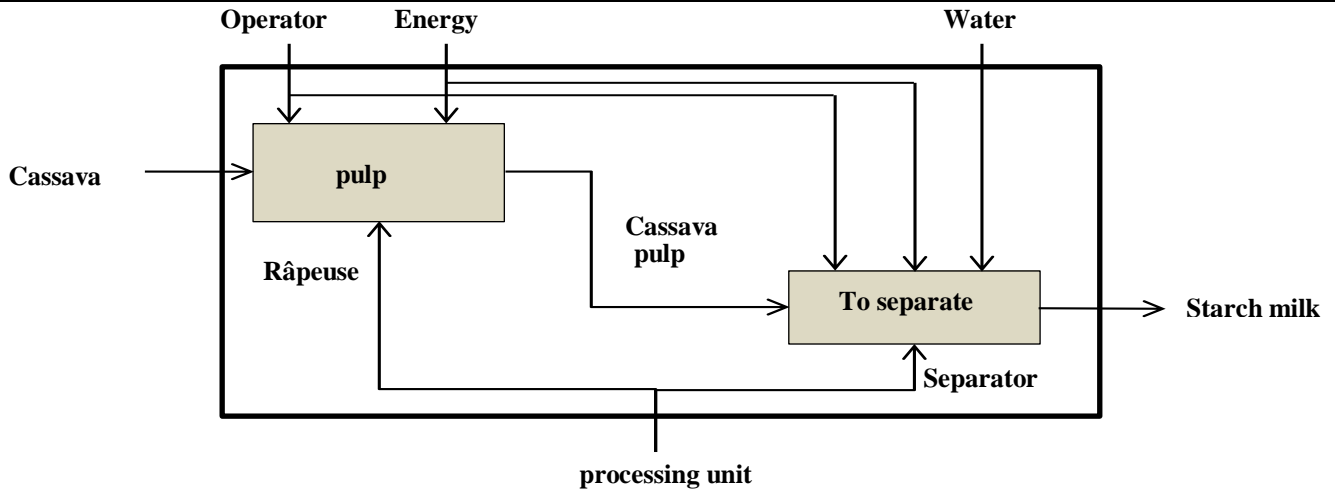 Operator
Energy
Water
Cassava
pulp
Cassava
pulp
Râpeuse
To separate
Starch milk
Separator
processing unit